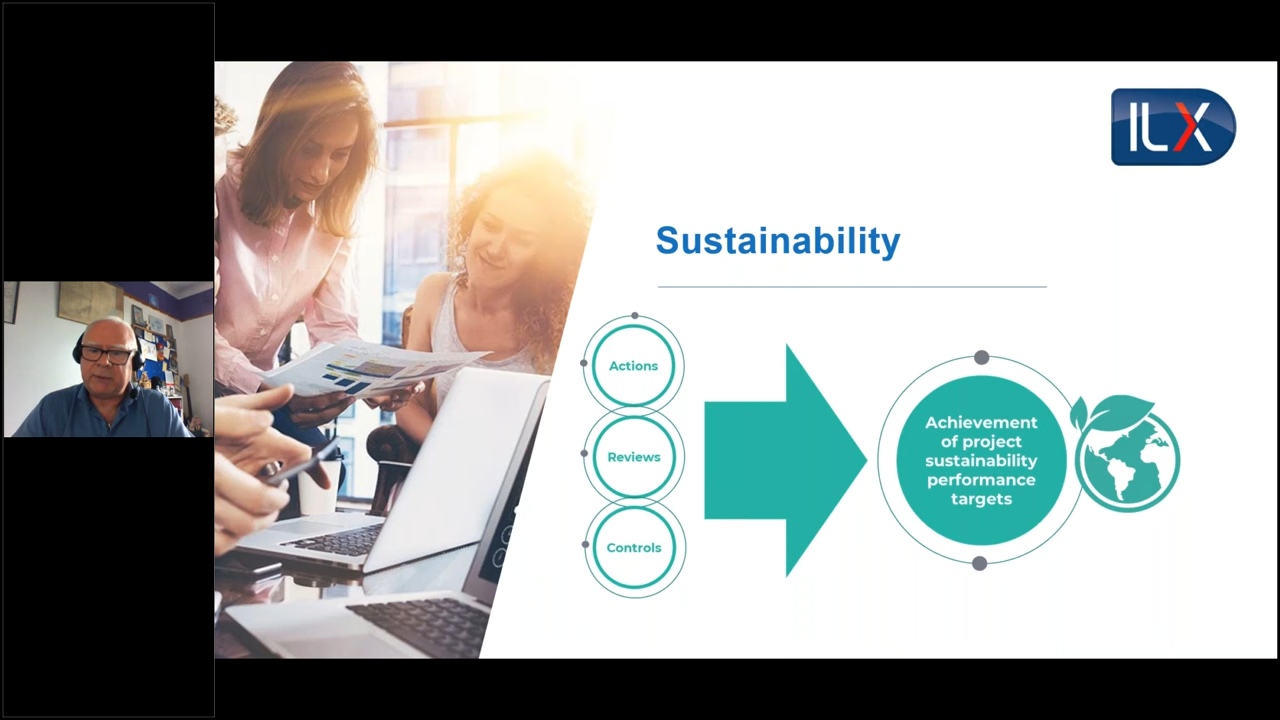 ILX
Sustainability
Actions
Reviews
Controls
Achievement
of project
sustainability
performance
targets